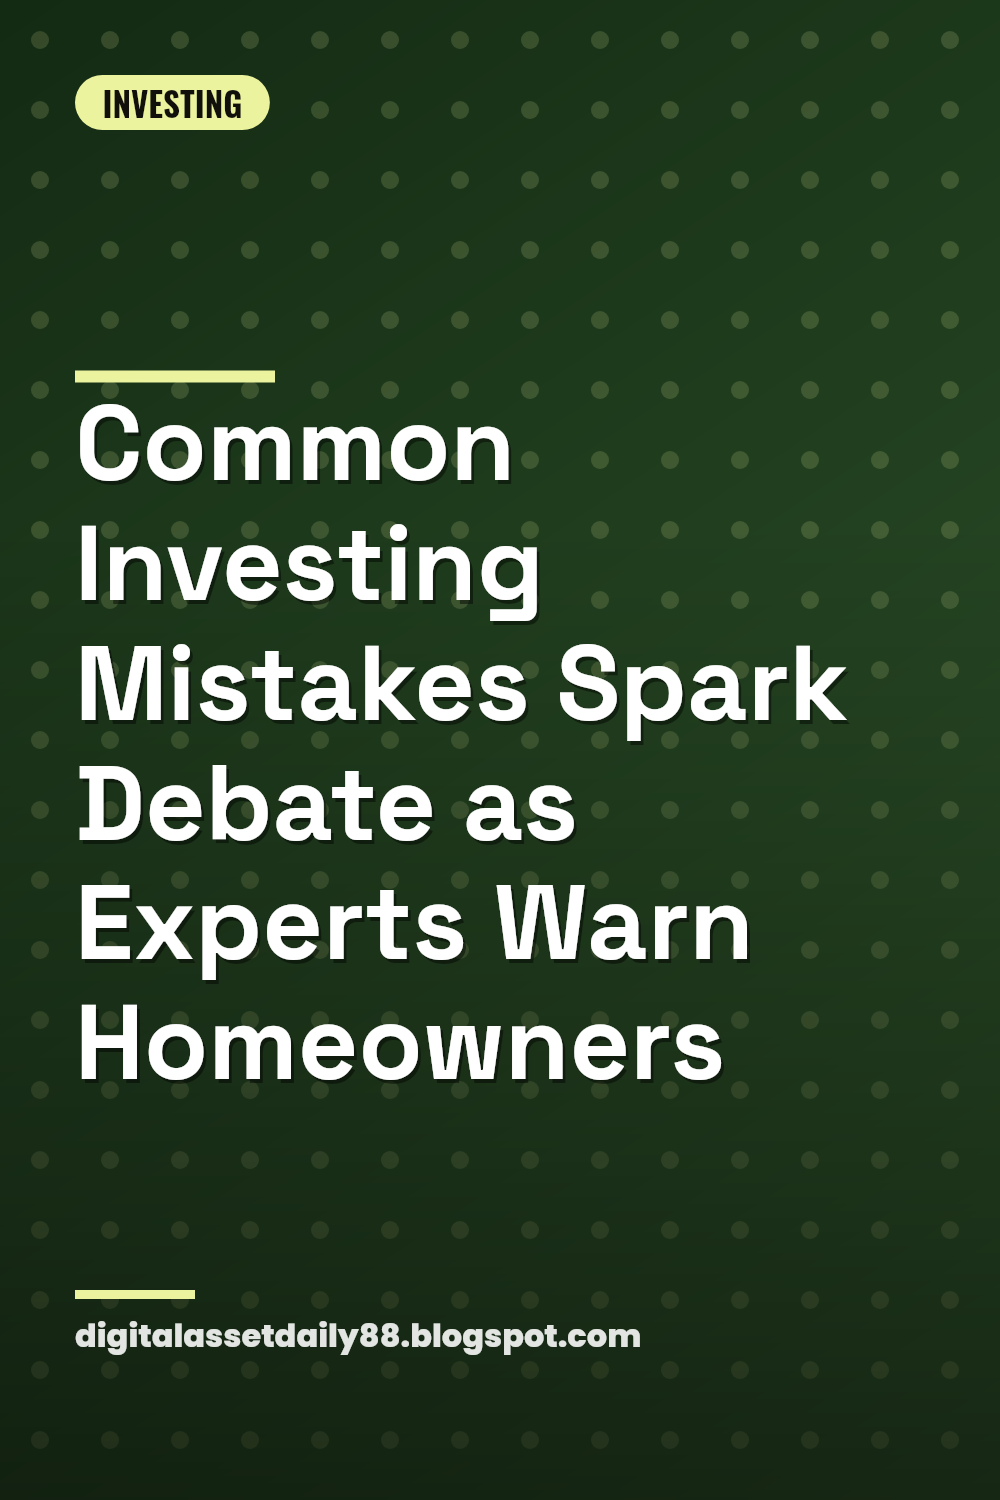 INVESTING
Common
Investing
Mistakes Spark
Debate as
Experts Warn
Homeowners
digitalassetdaily88.blogspot.com